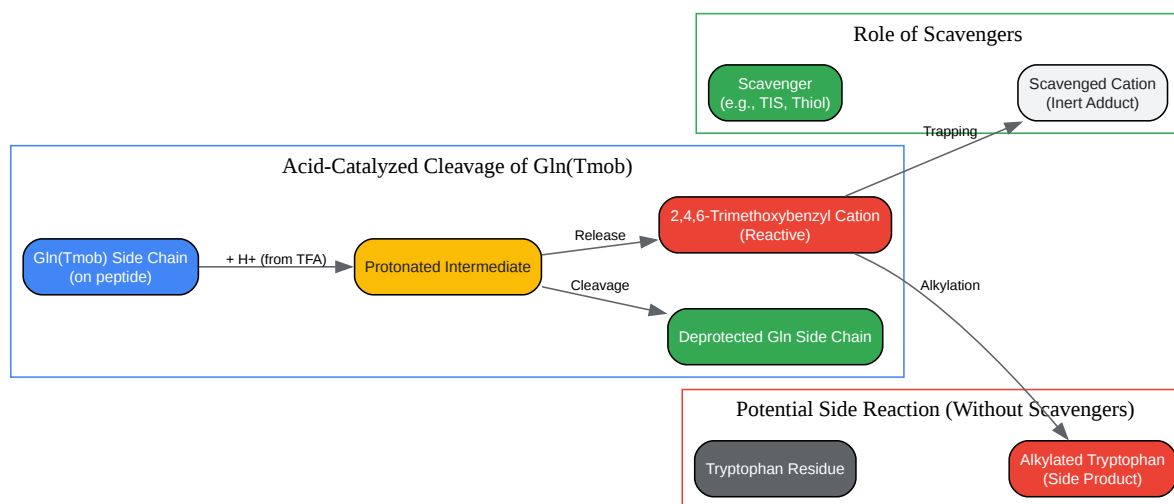 Role of Scavengers
Scavenger
(e.g., TIS, Thiol)
Scavenged Cation
(Inert Adduct)
Trapping
Acid-Catalyzed Cleavage of Gln(Tmob)
Gln(Tmob) Side Chain
(on peptide)
+ H+ (from TFA)
Protonated Intermediate
Release
Cleavage
2,4,6-Trimethoxybenzyl Cation
(Reactive)
Deprotected Gln Side Chain
Alkylation
Potential Side Reaction (Without Scavengers)
Tryptophan Residue
Alkylated Tryptophan
(Side Product)